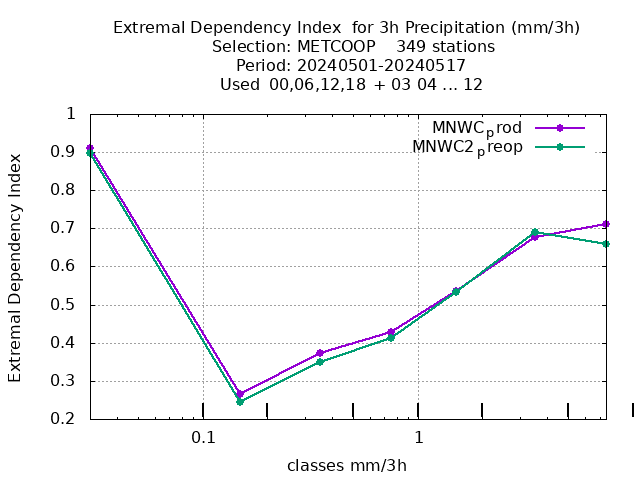 Extremal Dependency Index  for 3h Precipitation (mm/3h)
Selection: METCOOP    349 stations
Period: 20240501-20240517
Used  00,06,12,18  + 03 04 ... 12
MNWC_prod
MNWC2_preop
1
0.9
0.8
0.7
0.6
0.5
0.4
0.3
0.2
Extremal Dependency Index
0.1
1
classes mm/3h